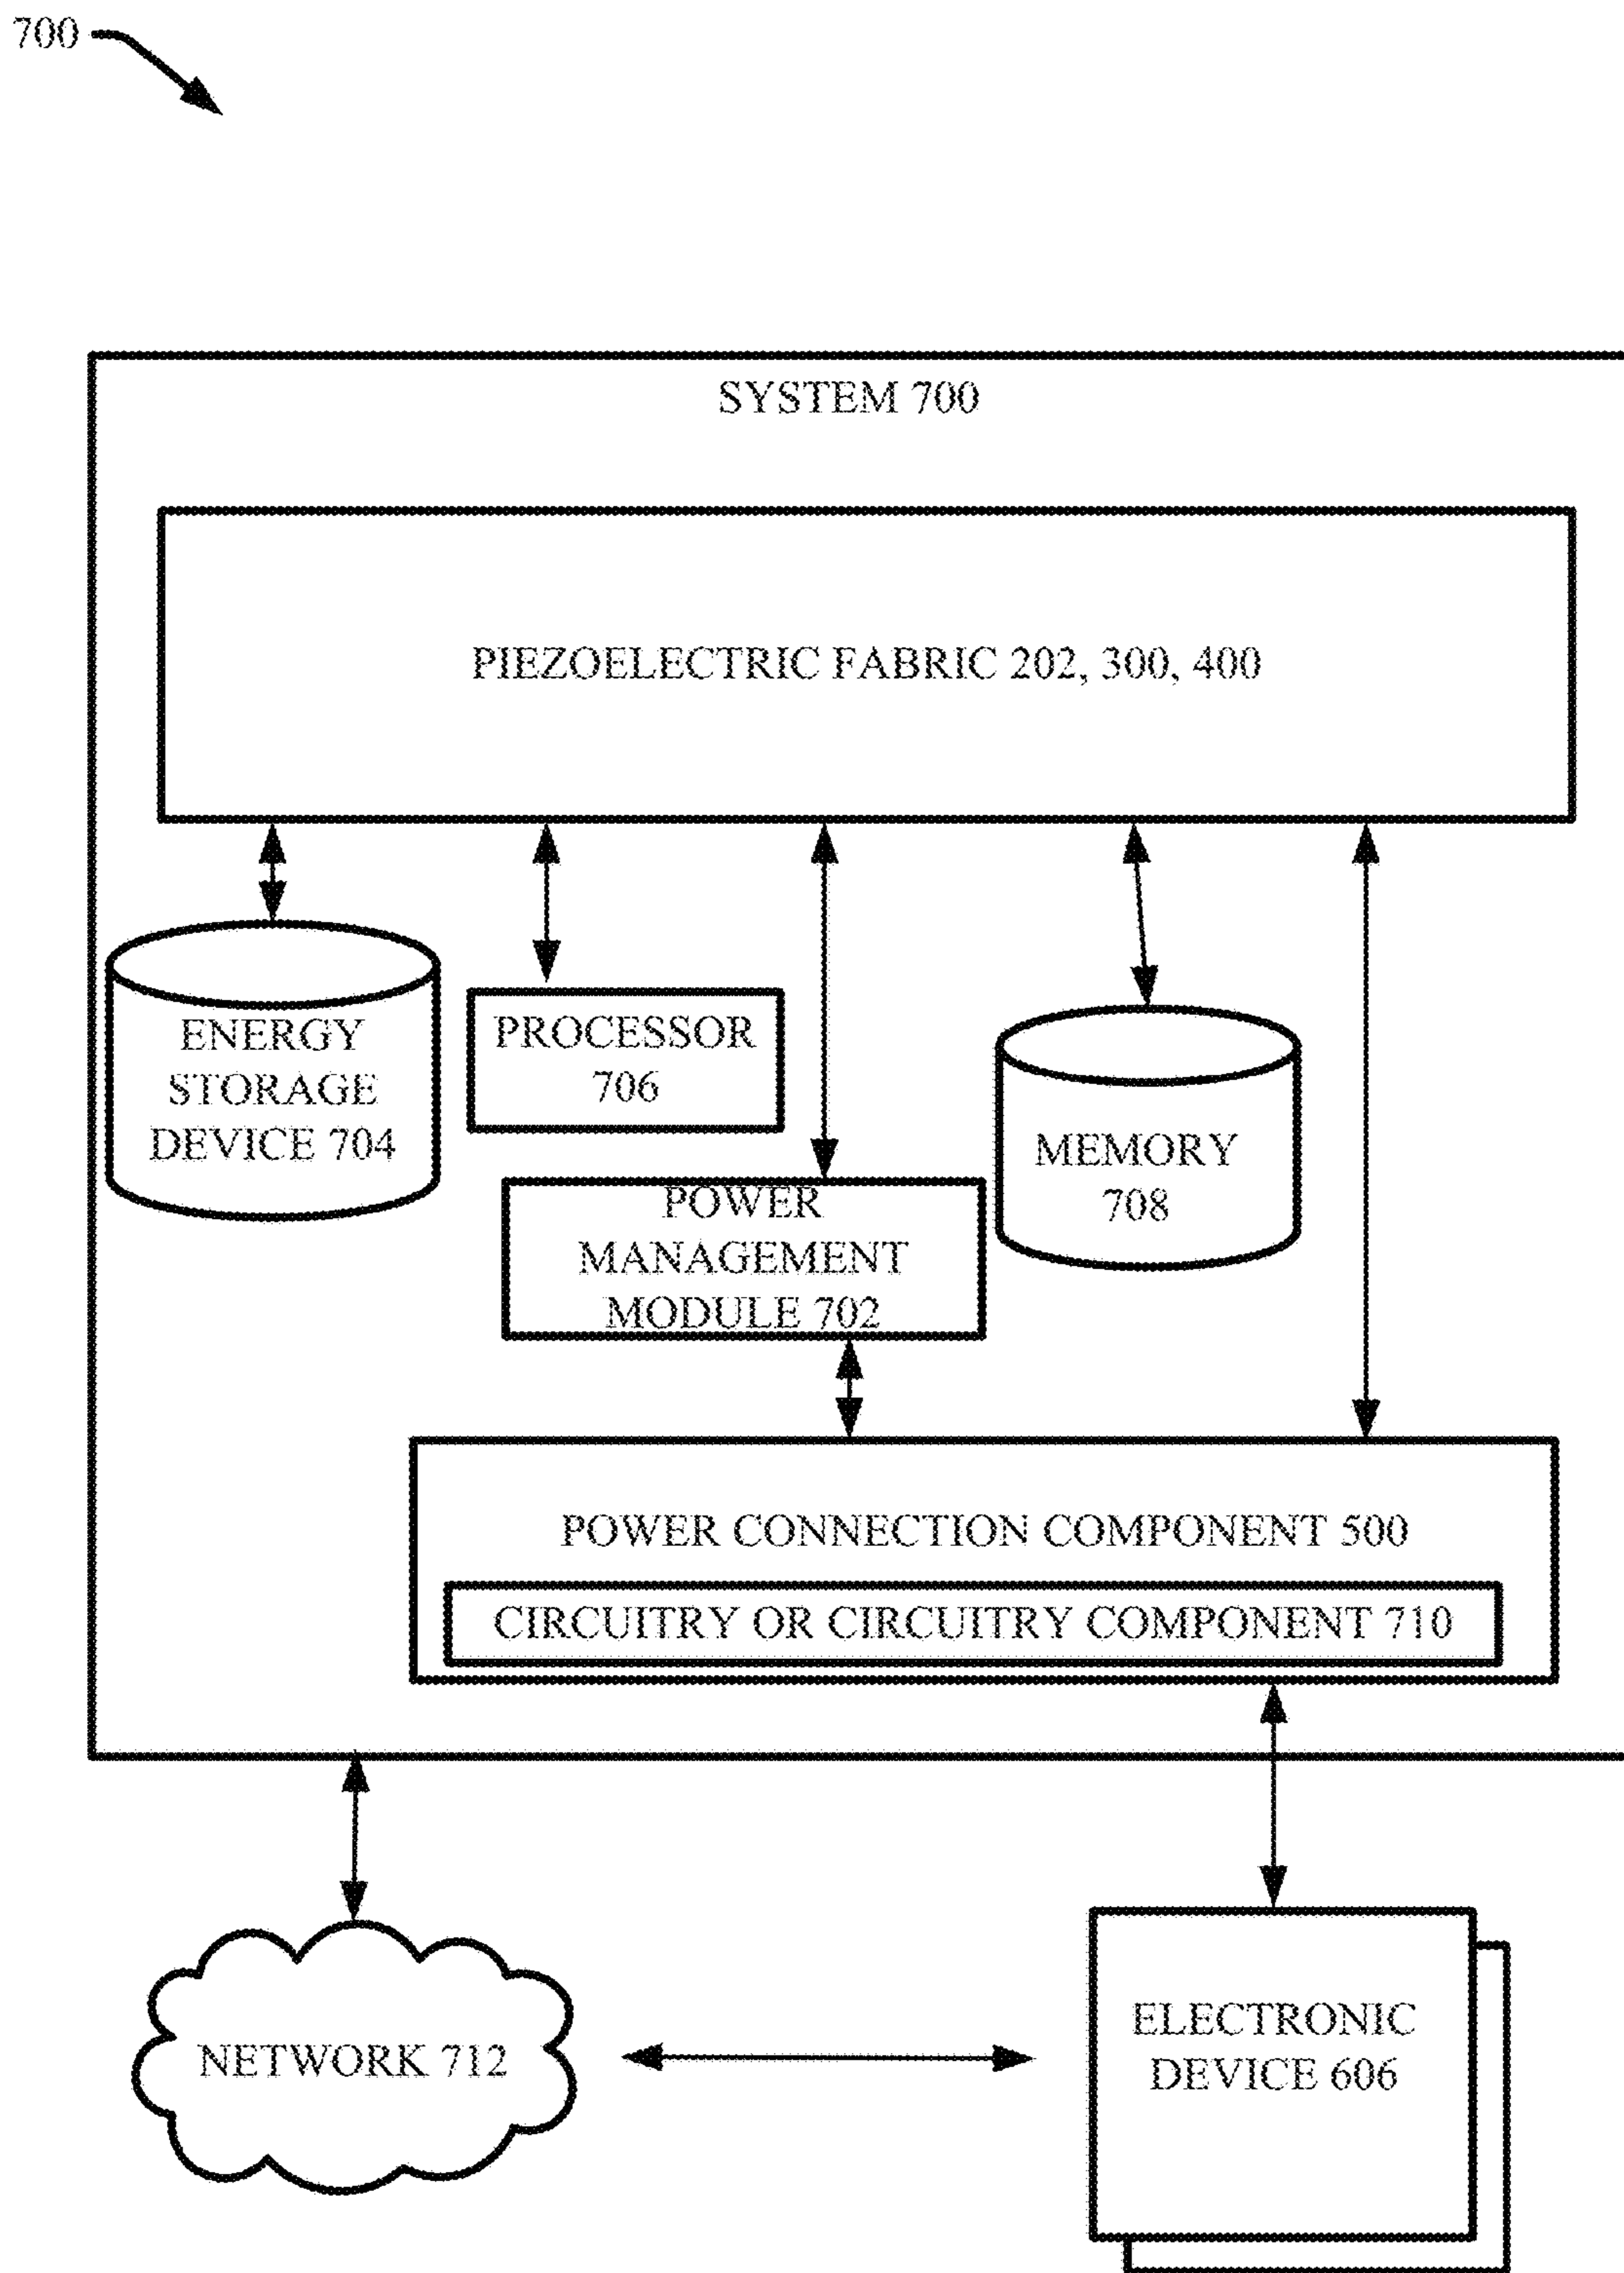 700
SYSTEM 700
PIEZOELECTRIC FABRIC 202, 300, 400
ENERGY
STORAGE
DEVICE 704
PROCESSOR
706
POWER
MANAGEMENT
MODULE 702
MEMORY
708
POWER CONNECTION COMPONENT 500
CIRCUITRY OR CIRCUITRY COMPONENT 710
NETWORK 712
ELECTRONIC
DEVICE 606